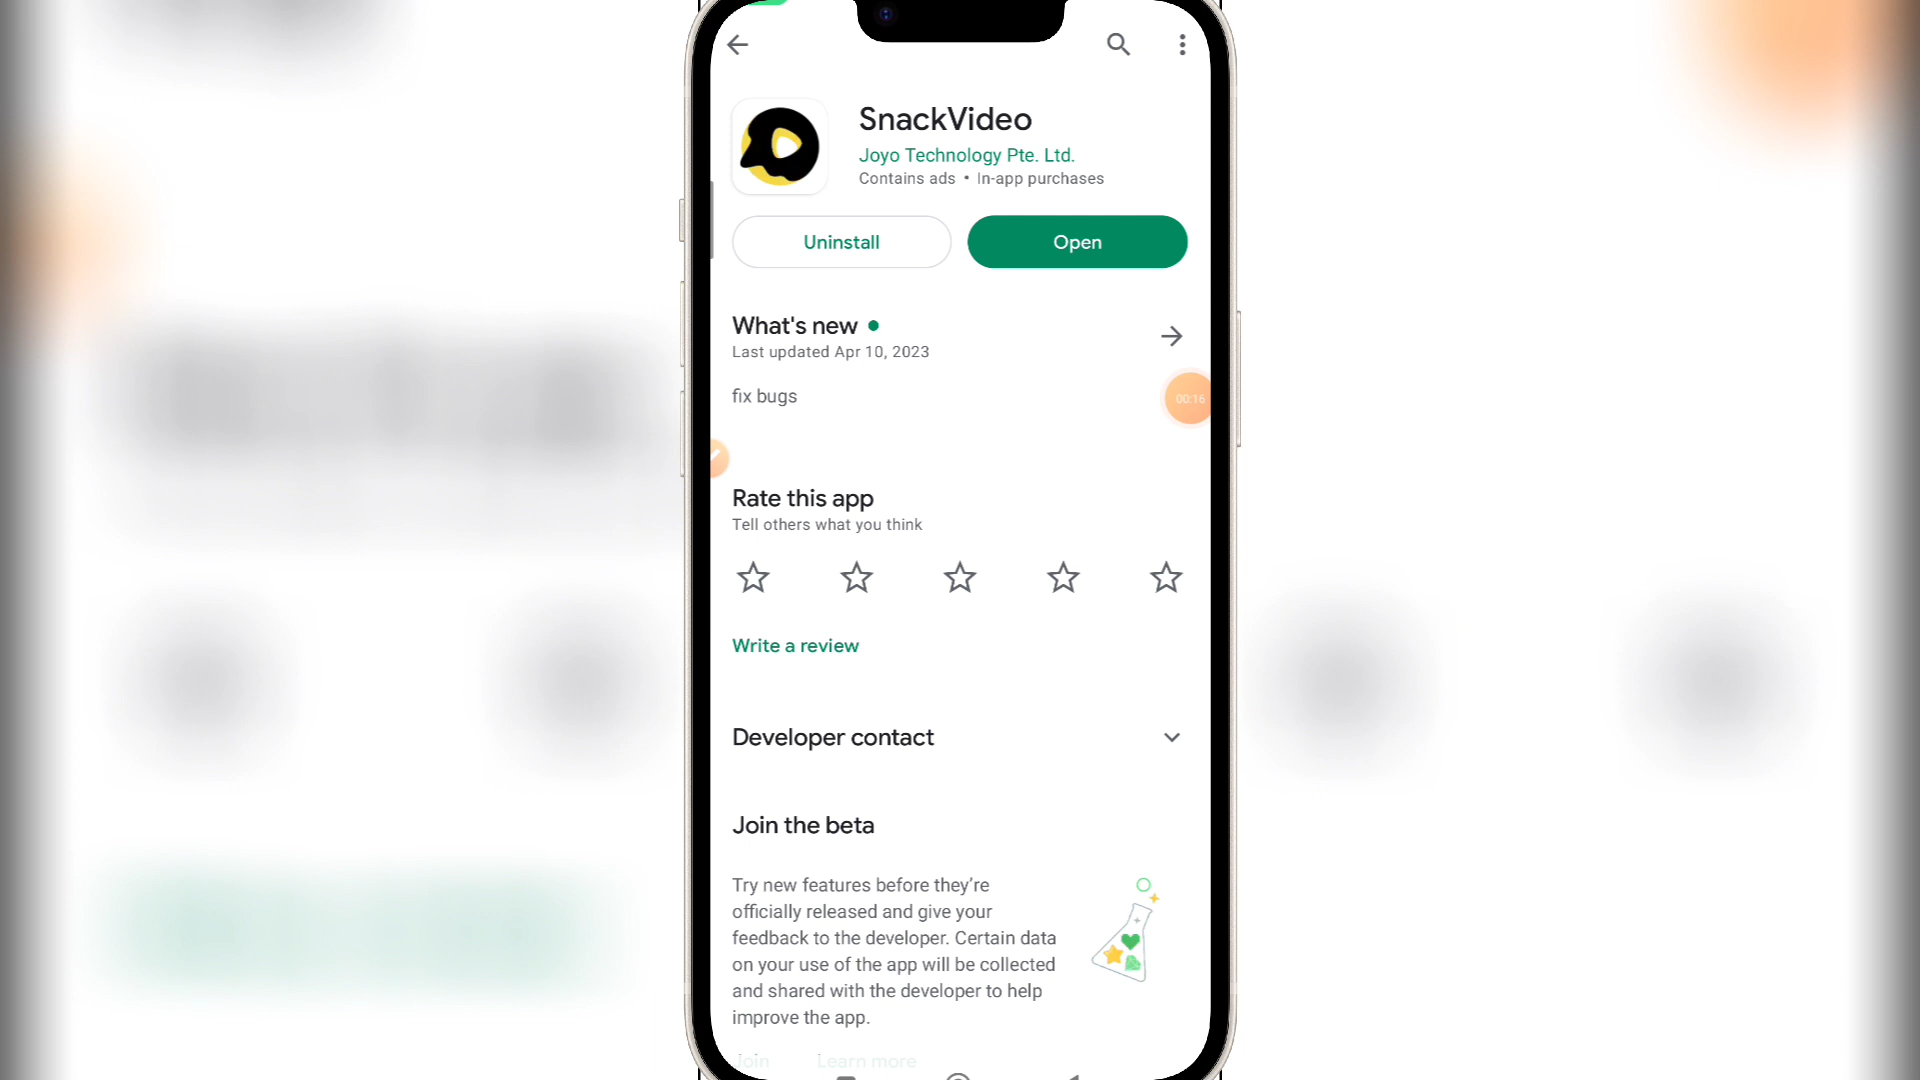 SnackVideo
Joyo Technology Pte. Ltd.
Contains ads • In-app purchases
Uninstall
Open
What's new
Last updated Apr 10, 2023
fix bugs
00:16
Rate this app
Tell others what you think
Write a review
Developer contact
Join the beta
Try new features before they’re
officially released and give your
feedback to the developer. Certain data
on your use of the app will be collected
and shared with the developer to help
improve the app.
Join
Learn more